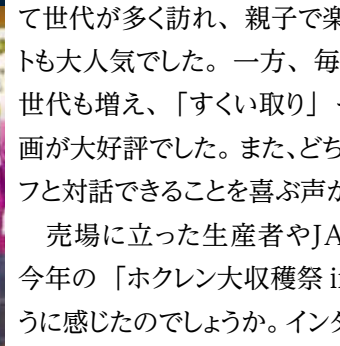 て世代が多く訪れ、親子で楽
トも大人気でした。一方、毎
世代も増え、「すくい取り」
画が大好評でした。また、どち
フと対話できることを喜ぶ声か
　売場に立った生産者やJA
今年の「ホクレン大収穫祭 i
うに感じたのでしょうか。インタ